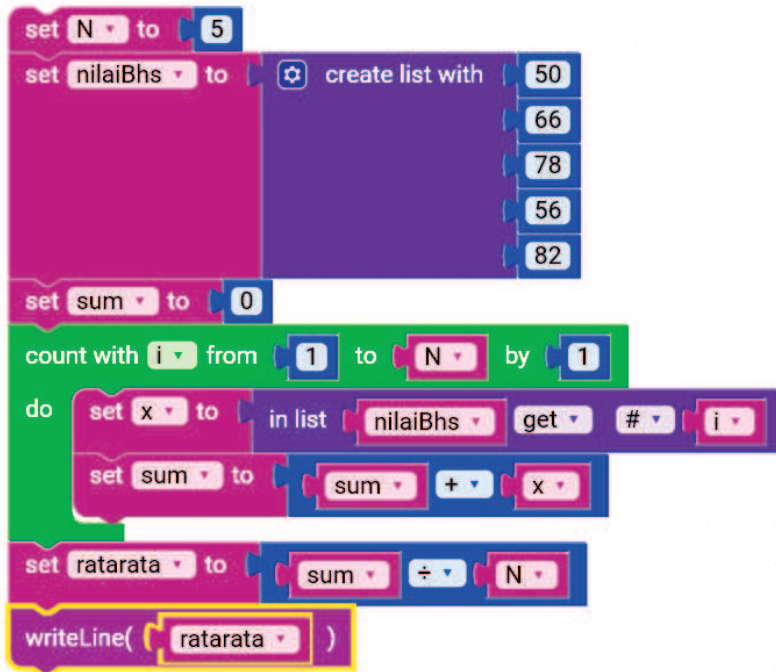 set N to 5
set nilaiBhs to create list with 50
66
78
56
82
set sum to 0
count with i from 1 to N by 1
do set x to in list nilaiBhs get # i
set sum to sum + x
set ratarata to sum ÷ N
writeLine( ratarata )